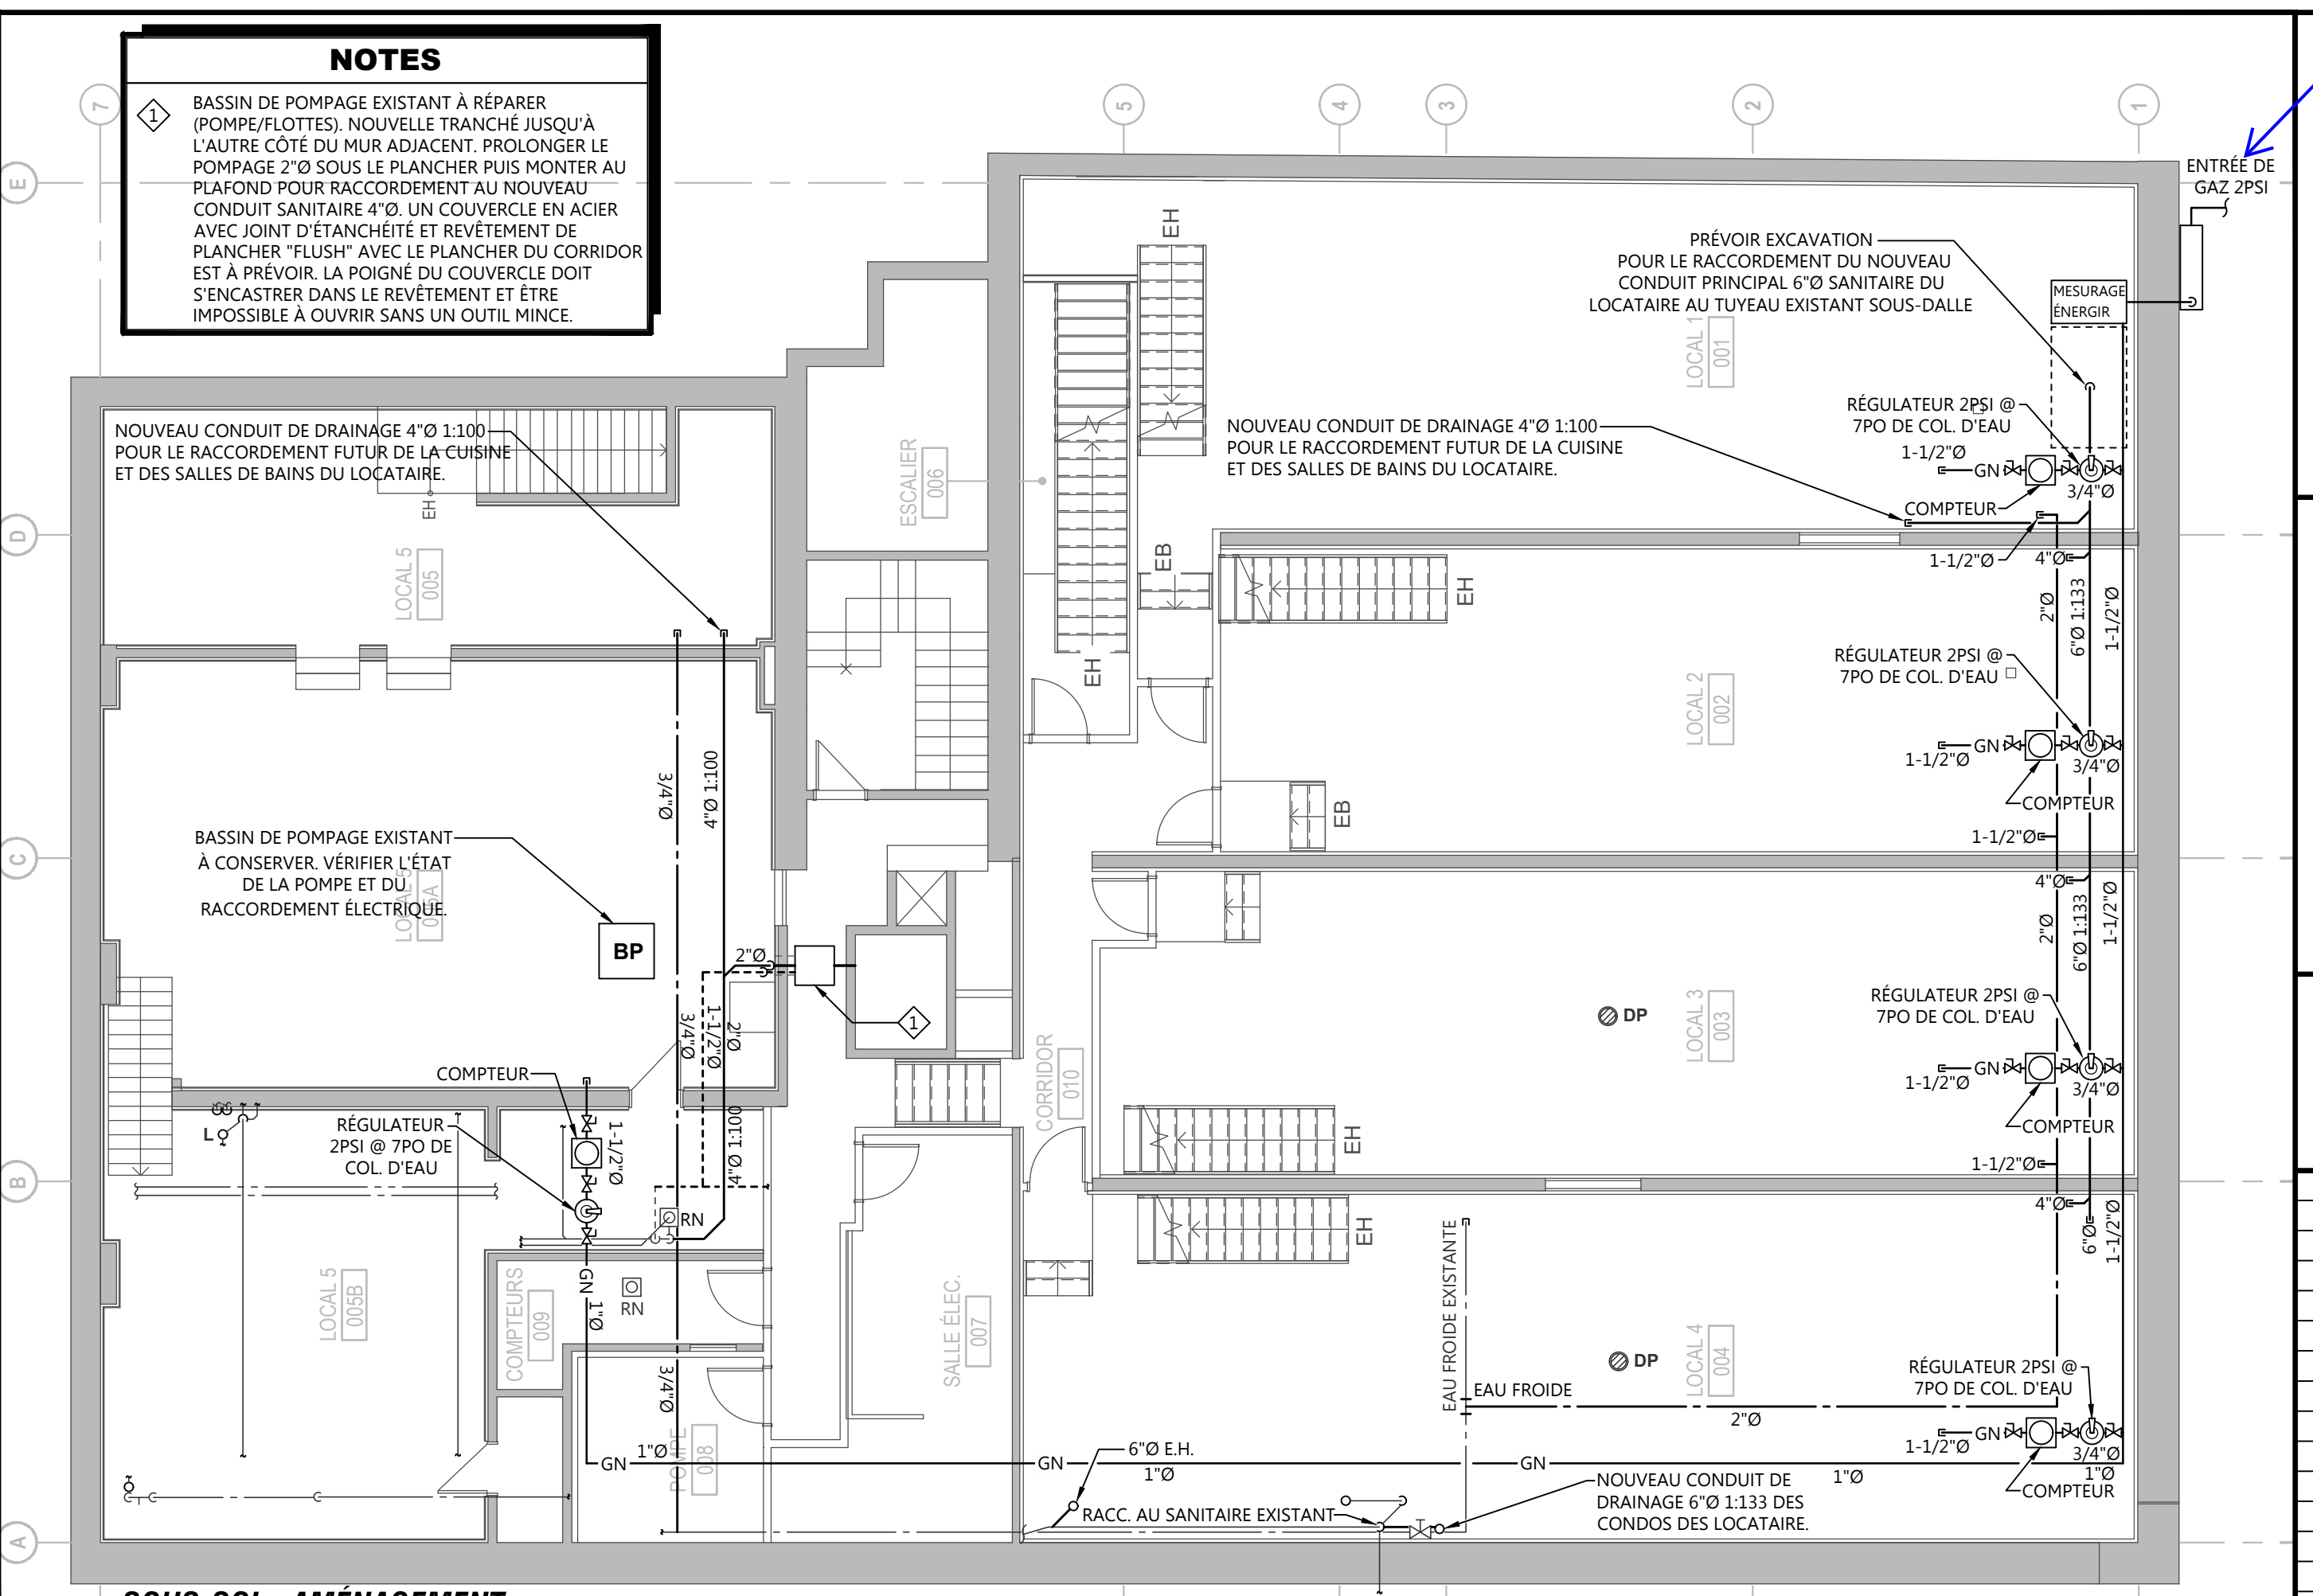 NOTES
1
BASSIN DE POMPAGE EXISTANT À RÉPARER
(POMPE/FLOTTES). NOUVELLE TRANCHÉ JUSQU'À
L'AUTRE CÔTÉ DU MUR ADJACENT. PROLONGER LE
POMPAGE 2"Ø SOUS LE PLANCHER PUIS MONTER AU
PLAFOND POUR RACCORDEMENT AU NOUVEAU
CONDUIT SANITAIRE 4"Ø. UN COUVERCLE EN ACIER
AVEC JOINT D'ÉTANCHÉITÉ ET REVÊTEMENT DE
PLANCHER "FLUSH" AVEC LE PLANCHER DU CORRIDOR
EST À PRÉVOIR. LA POIGNÉ DU COUVERCLE DOIT
S'ENCASTRER DANS LE REVÊTEMENT ET ÊTRE
IMPOSSIBLE À OUVRIR SANS UN OUTIL MINCE.
7
5
4
3
2
1
E
D
C
B
A
ENTRÉE DE
GAZ 2PSI
EH
PRÉVOIR EXCAVATION
POUR LE RACCORDEMENT DU NOUVEAU
CONDUIT PRINCIPAL 6"Ø SANITAIRE DU
LOCATAIRE AU TUYEAU EXISTANT SOUS-DALLE
MESURAGE
ÉNERGIR
LOCAL 1
001
RÉGULATEUR 2PSI @
7PO DE COL. D'EAU
1-1/2"Ø
GN
3/4"Ø
COMPTEUR
NOUVEAU CONDUIT DE DRAINAGE 4"Ø 1:100
POUR LE RACCORDEMENT FUTUR DE LA CUISINE
ET DES SALLES DE BAINS DU LOCATAIRE.
NOUVEAU CONDUIT DE DRAINAGE 4"Ø 1:100
POUR LE RACCORDEMENT FUTUR DE LA CUISINE
ET DES SALLES DE BAINS DU LOCATAIRE.
EH
ESCALIER
006
LOCAL 5
005
1-1/2"Ø
4"Ø
EB
EH
EH
2"Ø
6"Ø 1:133
1-1/2"Ø
RÉGULATEUR 2PSI @
7PO DE COL. D'EAU
LOCAL 2
002
1-1/2"Ø
GN
3/4"Ø
COMPTEUR
1-1/2"Ø
EB
3/4"Ø
4"Ø 1:100
BASSIN DE POMPAGE EXISTANT
À CONSERVER. VÉRIFIER L'ÉTAT
DE LA POMPE ET DU
RACCORDEMENT ÉLECTRIQUE.
LOCAL 5
005A
BP
2"Ø
1
3/4"Ø
1-1/2"Ø
2"Ø
4"Ø
2"Ø
6"Ø 1:133
1-1/2"Ø
DP
LOCAL 3
003
RÉGULATEUR 2PSI @
7PO DE COL. D'EAU
1-1/2"Ø
GN
3/4"Ø
COMPTEUR
1-1/2"Ø
CORRIDOR
010
EH
COMPTEUR
RÉGULATEUR
2PSI @ 7PO DE
COL. D'EAU
1-1/2"Ø
4"Ø 1:100
L
RN
GN
1"Ø
RN
LOCAL 5
005B
COMPTEURS
009
SALLE ÉLEC.
007
3/4"Ø
POMPE
008
EH
EAU FROIDE EXISTANTE
4"Ø
6"Ø
1-1/2"Ø
DP
LOCAL 4
004
EAU FROIDE
2"Ø
RÉGULATEUR 2PSI @
7PO DE COL. D'EAU
1-1/2"Ø
GN
3/4"Ø
1"Ø
COMPTEUR
GN
1"Ø
GN
6"Ø E.H.
1"Ø
GN
1"Ø
RACC. AU SANITAIRE EXISTANT
NOUVEAU CONDUIT DE
DRAINAGE 6"Ø 1:133 DES
CONDOS DES LOCATAIRE.
SOUS-SOL - AMÉNAGEMENT